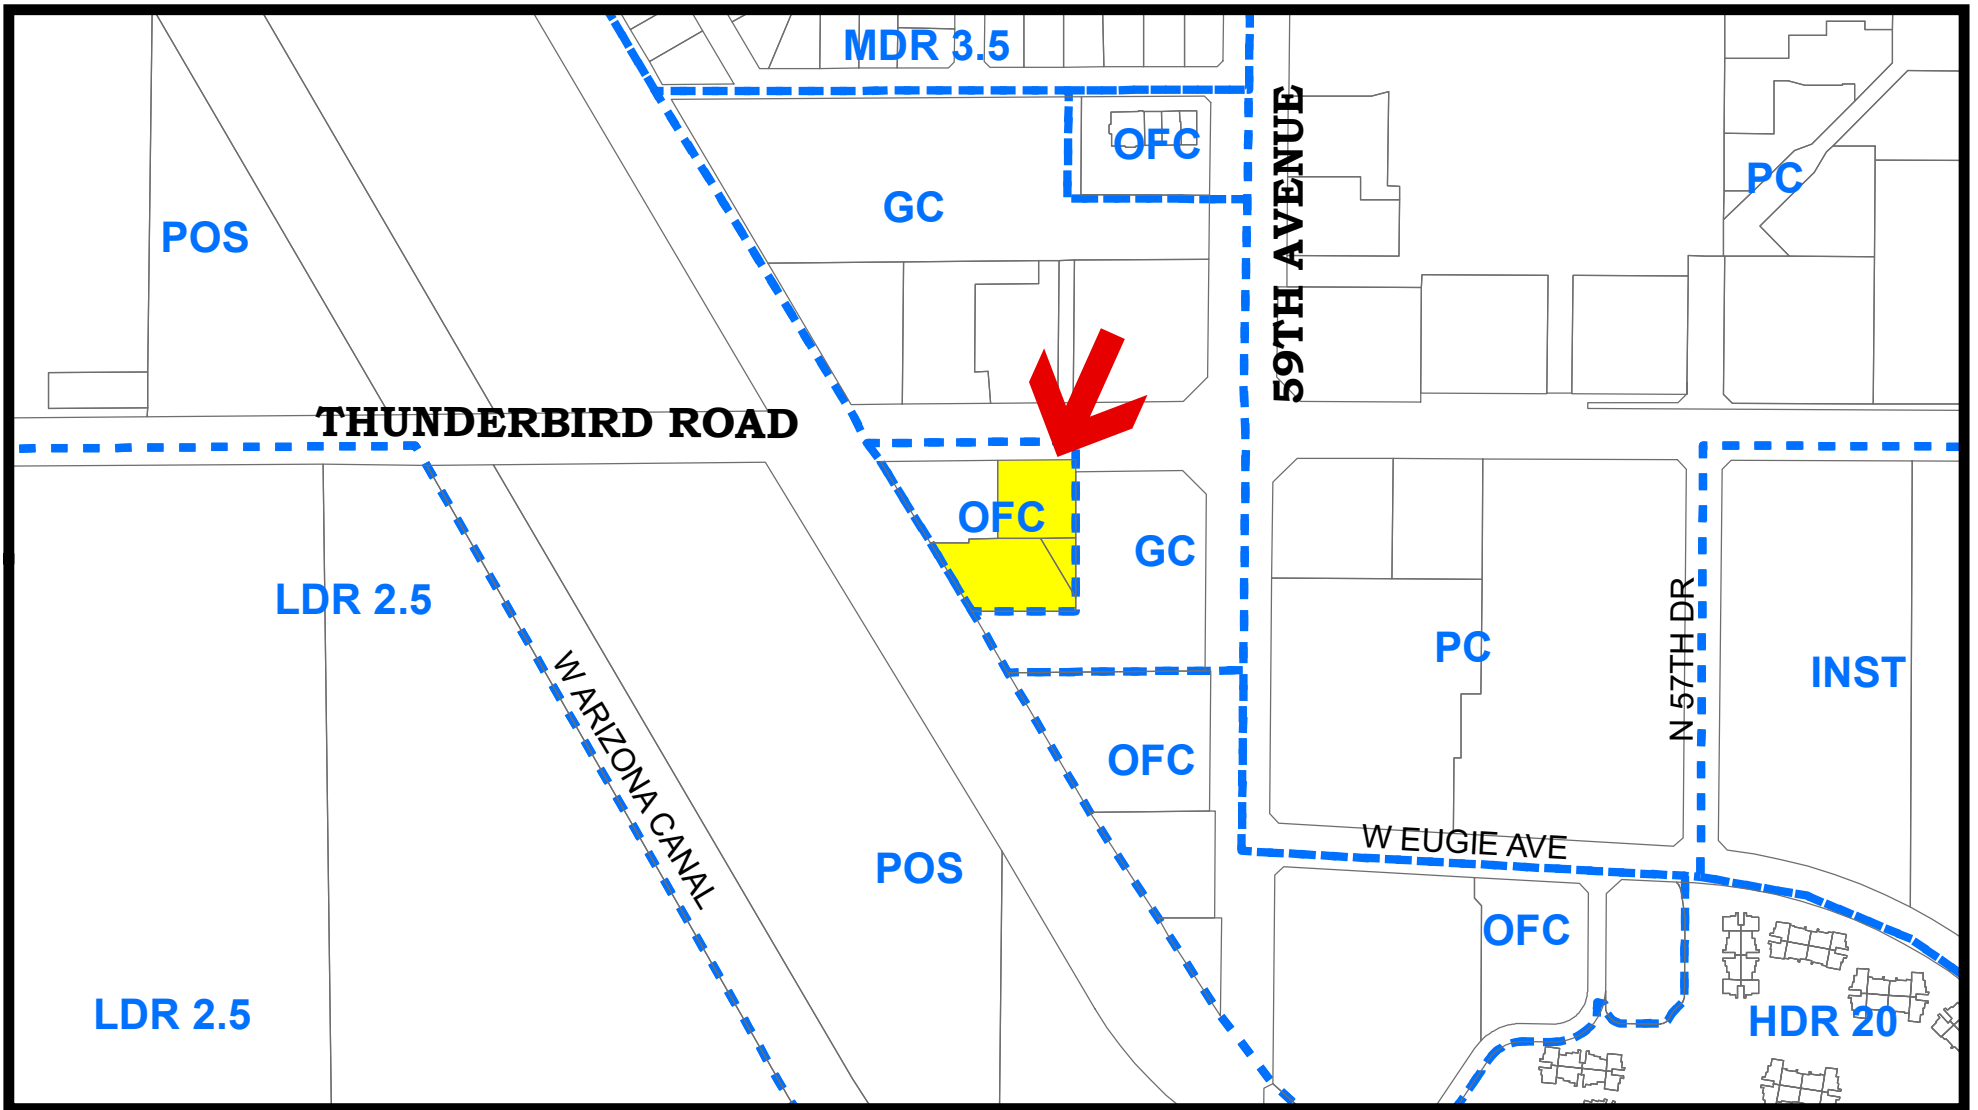 MDR 3.5
OFC
59TH AVENUE
PC
GC
POS
THUNDERBIRD ROAD
OFC
GC
LDR 2.5
N 57TH DR
PC
INST
W ARIZONA CANAL
OFC
W EUGIE AVE
POS
OFC
LDR 2.5
HDR 20